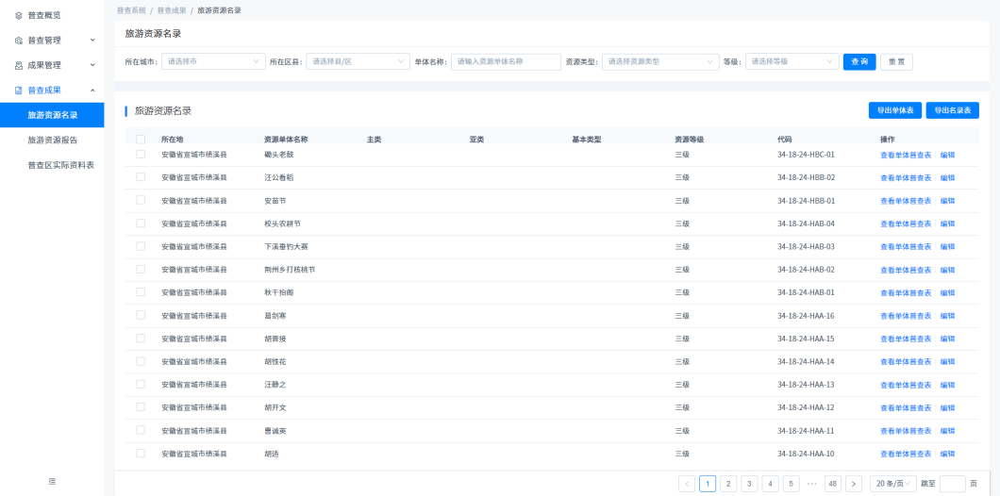 普查概览
普查管理
成果管理
普查成果
旅游资源名录
旅游资源报告
普查区实际资料表
普查系统 / 普查成果 / 旅游资源名录
旅游资源名录
所在城市: 请选择市 所在区县: 请选择县/区 单体名称: 请输入资源单体名称 资源类型: 请选择资源类型 等级: 请选择等级 查 询 重 置
旅游资源名录 导出单体表 导出名录表
所在地 资源单体名称 主类 亚类 基本类型 资源等级 代码 操作
安徽省宣城市绩溪县 磡头老鼓 三级 34-18-24-HBC-01 查看单体普查表 编辑
安徽省宣城市绩溪县 汪公看稻 三级 34-18-24-HBB-02 查看单体普查表 编辑
安徽省宣城市绩溪县 安苗节 三级 34-18-24-HBB-01 查看单体普查表 编辑
安徽省宣城市绩溪县 校头农耕节 三级 34-18-24-HAB-04 查看单体普查表 编辑
安徽省宣城市绩溪县 下溪垂钓大赛 三级 34-18-24-HAB-03 查看单体普查表 编辑
安徽省宣城市绩溪县 荆州乡打核桃节 三级 34-18-24-HAB-02 查看单体普查表 编辑
安徽省宣城市绩溪县 秋千抬阁 三级 34-18-24-HAB-01 查看单体普查表 编辑
安徽省宣城市绩溪县 葛剑寒 三级 34-18-24-HAA-16 查看单体普查表 编辑
安徽省宣城市绩溪县 胡晋接 三级 34-18-24-HAA-15 查看单体普查表 编辑
安徽省宣城市绩溪县 胡铁花 三级 34-18-24-HAA-14 查看单体普查表 编辑
安徽省宣城市绩溪县 汪静之 三级 34-18-24-HAA-13 查看单体普查表 编辑
安徽省宣城市绩溪县 胡开文 三级 34-18-24-HAA-12 查看单体普查表 编辑
安徽省宣城市绩溪县 曹诚英 三级 34-18-24-HAA-11 查看单体普查表 编辑
安徽省宣城市绩溪县 胡适 三级 34-18-24-HAA-10 查看单体普查表 编辑
< 1 2 3 4 5 ··· 48 > 20 条/页 跳至 页